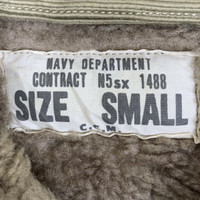 NAVY DEPARTMENT
CONTRACT N5sx 1488
SIZE SMALL
C.F.M.